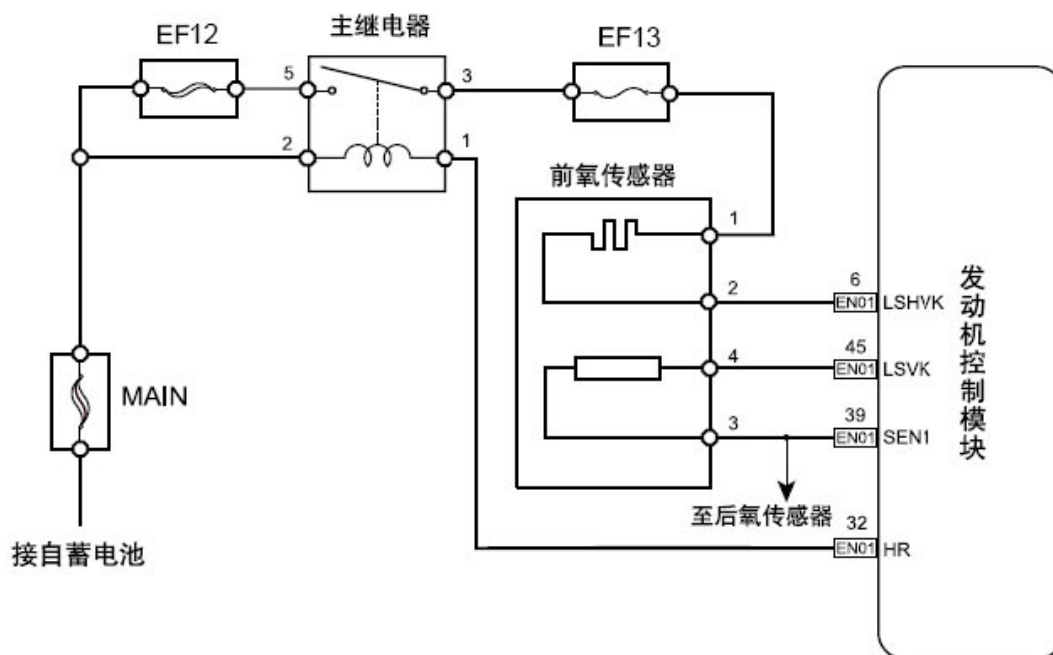 EF12
主继电器
EF13
5
3
2
1
前氧传感器
1
2
6
EN01 LSHVK
4
45
EN01 LSVK
3
39
EN01 SEN1
至后氧传感器
32
EN01 HR
发动机控制模块
MAIN
接自蓄电池